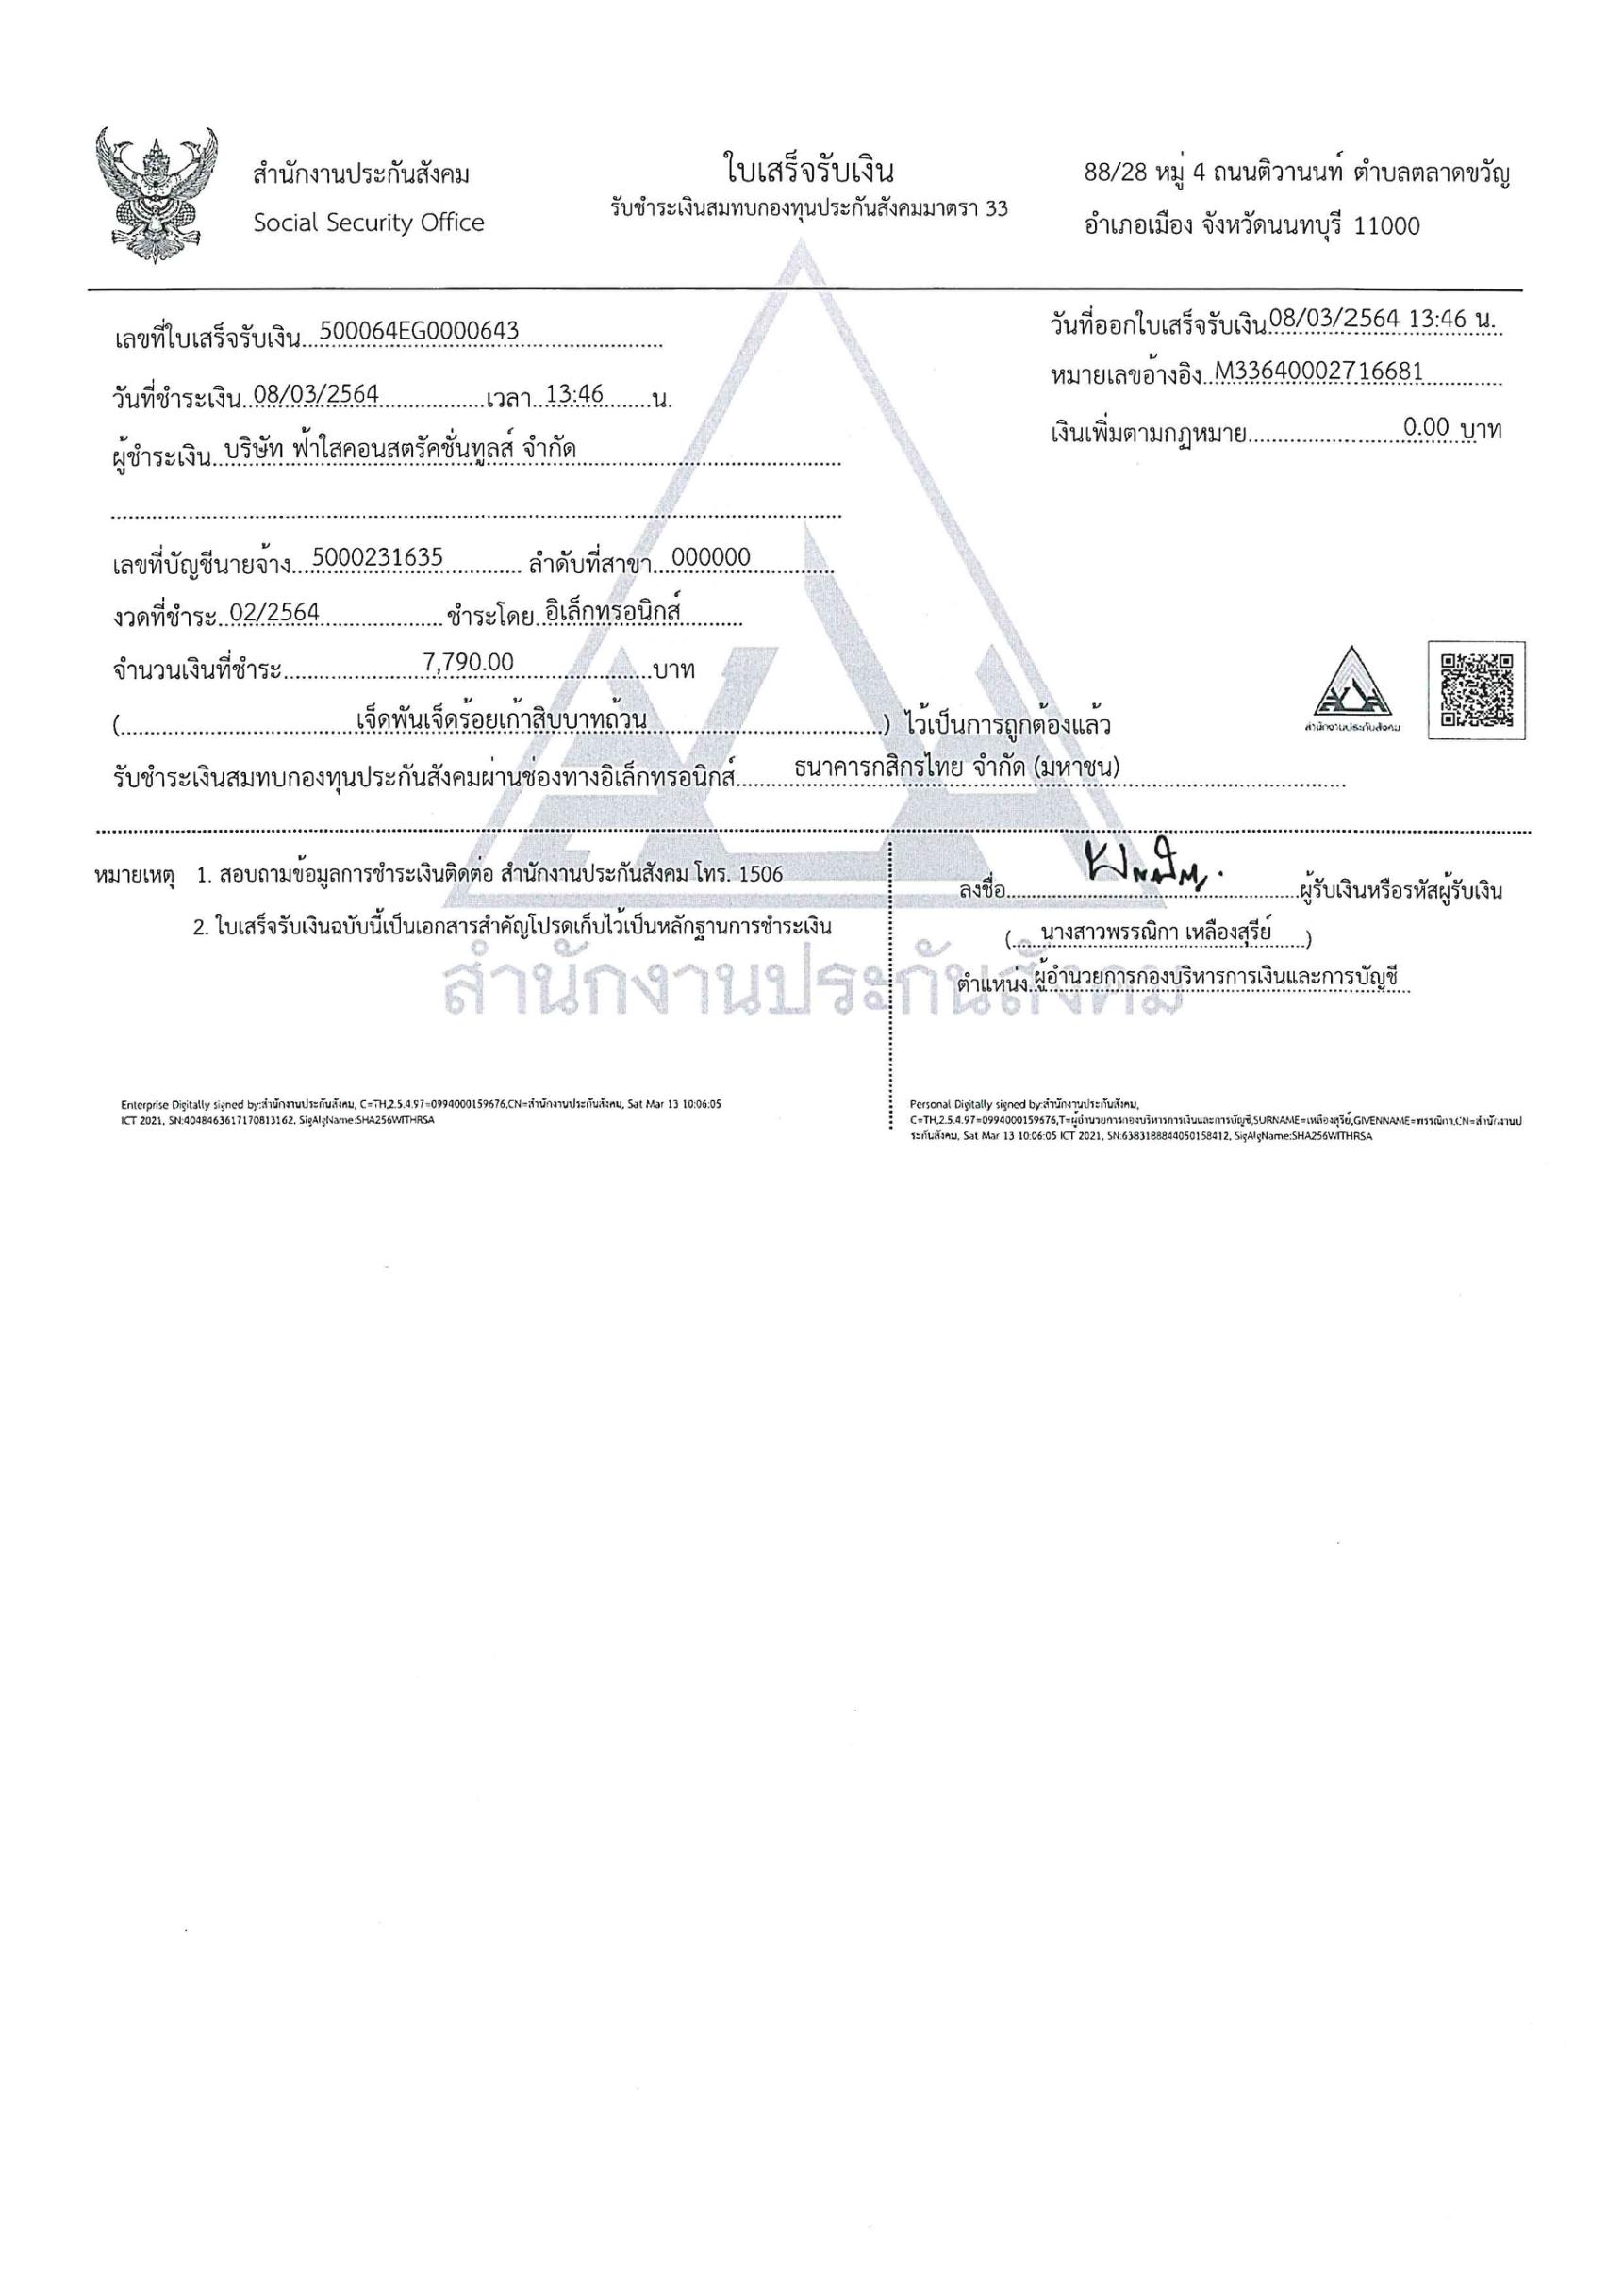 สำนักงานประกันสังคม
Social Security Office
ใบเสร็จรับเงิน
รับชำระเงินสมทบกองทุนประกันสังคมมาตรา 33
88/28 หมู่ 4 ถนนติวานนท์ ตำบลตลาดขวัญ
อำเภอเมือง จังหวัดนนทบุรี 11000
เลขที่ใบเสร็จรับเงิน 500064EG0000643
วันที่ออกใบเสร็จรับเงิน 08/03/2564 13:46 น.
หมายเลขอ้างอิง M33640002716681
วันที่ชำระเงิน 08/03/2564 เวลา 13:46 น.
เงินเพิ่มตามกฎหมาย 0.00 บาท
ผู้ชำระเงิน บริษัท ฟ้าใสคอนสตรัคชั่นทูลส์ จำกัด
เลขที่บัญชีนายจ้าง 5000231635 ลำดับที่สาขา 000000
งวดที่ชำระ 02/2564 ชำระโดย อิเล็กทรอนิกส์
จำนวนเงินที่ชำระ 7,790.00 บาท
สำนักงานประกันสังคม
( เจ็ดพันเจ็ดร้อยเก้าสิบบาทถ้วน ) ไว้เป็นการถูกต้องแล้ว
รับชำระเงินสมทบกองทุนประกันสังคมผ่านช่องทางอิเล็กทรอนิกส์ ธนาคารกสิกรไทย จำกัด (มหาชน)
หมายเหตุ 1. สอบถามข้อมูลการชำระเงินติดต่อ สำนักงานประกันสังคม โทร. 1506
2. ใบเสร็จรับเงินฉบับนี้เป็นเอกสารสำคัญโปรดเก็บไว้เป็นหลักฐานการชำระเงิน
ลงชื่อ ผู้รับเงินหรือรหัสผู้รับเงิน
( นางสาวพรรณิกา เหลืองสุรีย์ )
ตำแหน่ง ผู้อำนวยการกองบริหารการเงินและการบัญชี
สำนักงานประกันสังคม
Enterprise Digitally signed by:สำนักงานประกันสังคม, C=TH,2.5.4.97=0994000159676,CN=สำนักงานประกันสังคม, Sat Mar 13 10:06:05
ICT 2021, SN:4048463617170813162, SigAlgName:SHA256WITHRSA
Personal Digitally signed by:สำนักงานประกันสังคม,
C=TH,2.5.4.97=0994000159676,T=ผู้อำนวยการกองบริหารการเงินและการบัญชี,SURNAME=เหลืองสุรีย์,GIVENNAME=พรรณิกา,CN=สำนักงานป
ระกันสังคม, Sat Mar 13 10:06:05 ICT 2021, SN:6383188844050158412, SigAlgName:SHA256WITHRSA